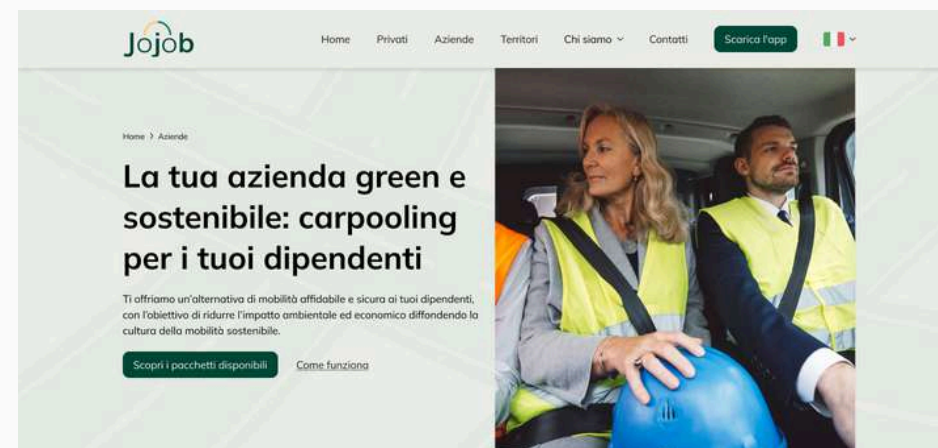 Jojob
Home Privati Aziende Territori Chi siamo Contatti Scarica l'app
Home > Aziende
La tua azienda green e
sostenibile: carpooling
per i tuoi dipendenti
Ti offriamo un'alternativa di mobilità affidabile e sicura ai tuoi dipendenti,
con l'obiettivo di ridurre l'impatto ambientale ed economico diffondendo la
cultura della mobilità sostenibile.
Scopri i pacchetti disponibili Come funziona